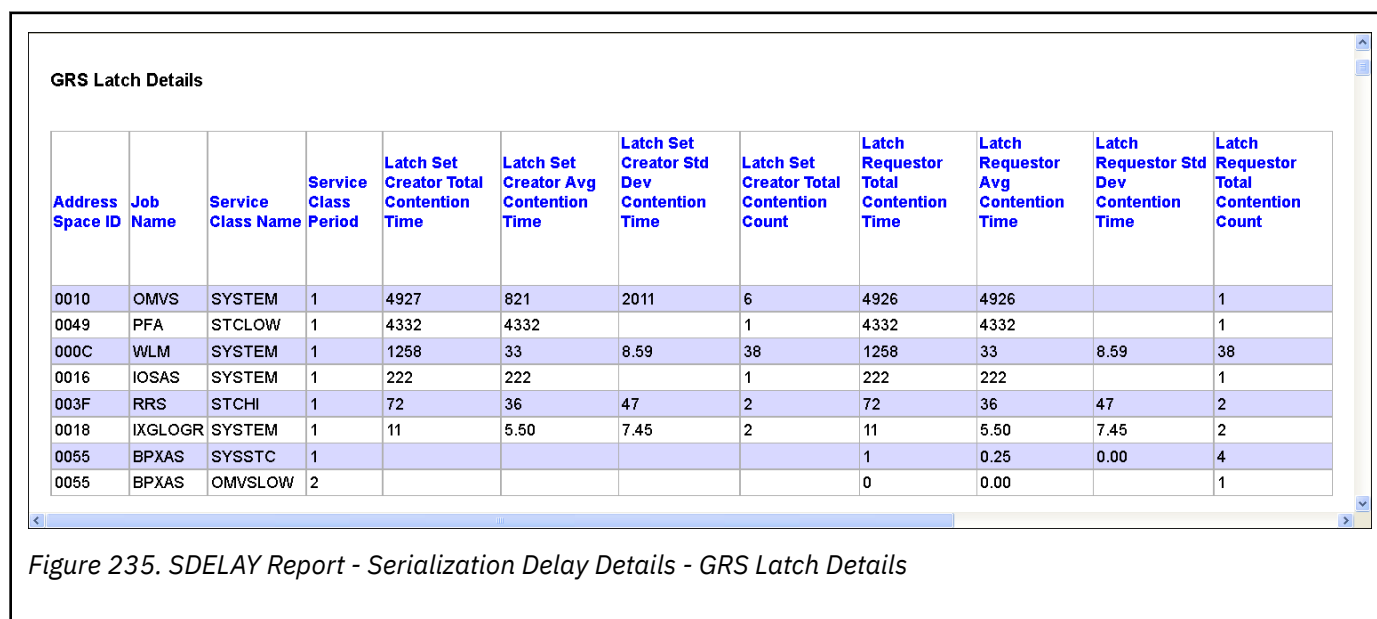 GRS Latch Details
Address Space ID Job Name Service Class Name Service Class Period Latch Set Creator Total Contention Time Latch Set Creator Avg Contention Time Latch Set Creator Std Dev Contention Time Latch Set Creator Total Contention Count Latch Requestor Total Contention Time Latch Requestor Avg Contention Time Latch Requestor Std Dev Contention Time Latch Requestor Total Contention Count
0010 OMVS SYSTEM 1 4927 821 2011 6 4926 4926 1
0049 PFA STCLOW 1 4332 4332 1 4332 4332 1
000C WLM SYSTEM 1 1258 33 8.59 38 1258 33 8.59 38
0016 IOSAS SYSTEM 1 222 222 1 222 222 1
003F RRS STCHI 1 72 36 47 2 72 36 47 2
0018 IXGLOGR SYSTEM 1 11 5.50 7.45 2 11 5.50 7.45 2
0055 BPXAS SYSSTC 1 1 0.25 0.00 4
0055 BPXAS OMVSLOW 2 0 0.00 1
Figure 235. SDELAY Report - Serialization Delay Details - GRS Latch Details